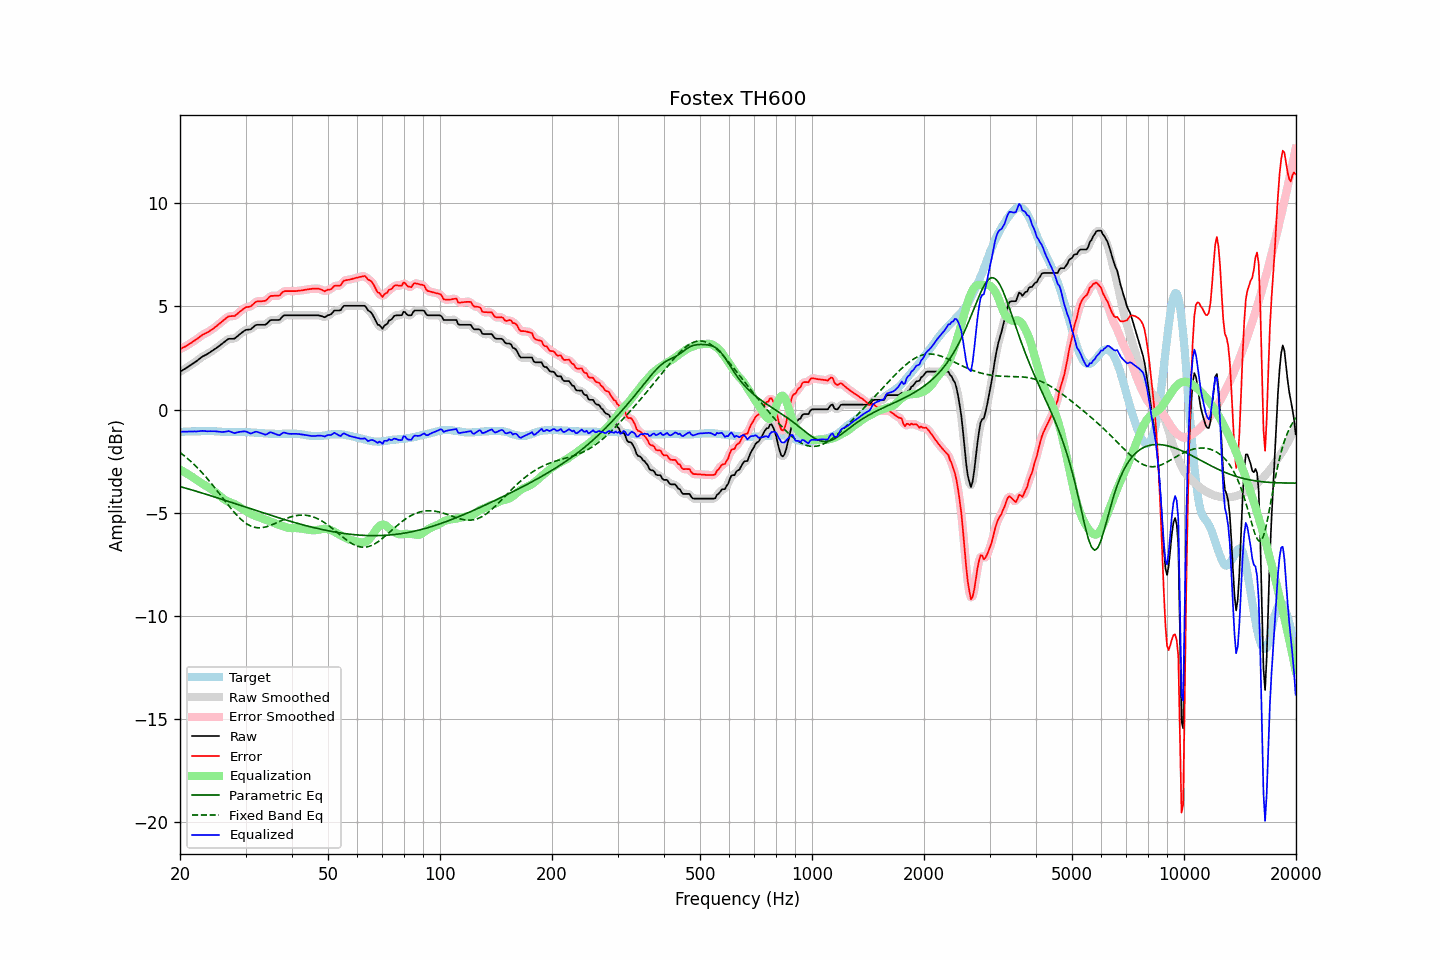 Fostex TH600
Amplitude (dBr)
10
5
0
−5
−10
−15
−20
Target
Raw Smoothed
Error Smoothed
Raw
Error
Equalization
Parametric Eq
Fixed Band Eq
Equalized
20 50 100 200 500 1000 2000 5000 10000 20000
Frequency (Hz)